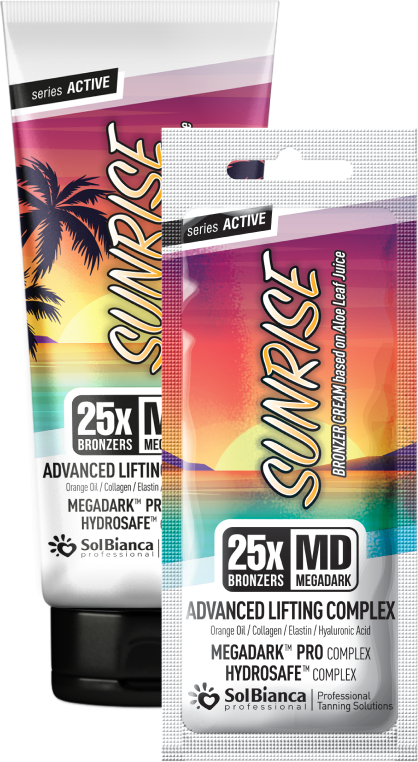 series ACTIVE
SUNRISE
25x
BRONZERS
ADVANCED LIFTING
Orange Oil / Collagen / Elastin
MEGADARK™ PR
HYDROSAFE™
SolBianca
professional
series ACTIVE
SUNRISE
BRONZER CREAM based on Aloe Leaf Juice
25x MD
BRONZERS MEGADARK
ADVANCED LIFTING COMPLEX
Orange Oil / Collagen / Elastin / Hyaluronic Acid
MEGADARK™ PRO COMPLEX
HYDROSAFE™ COMPLEX
SolBianca Professional
professional Tanning Solutions